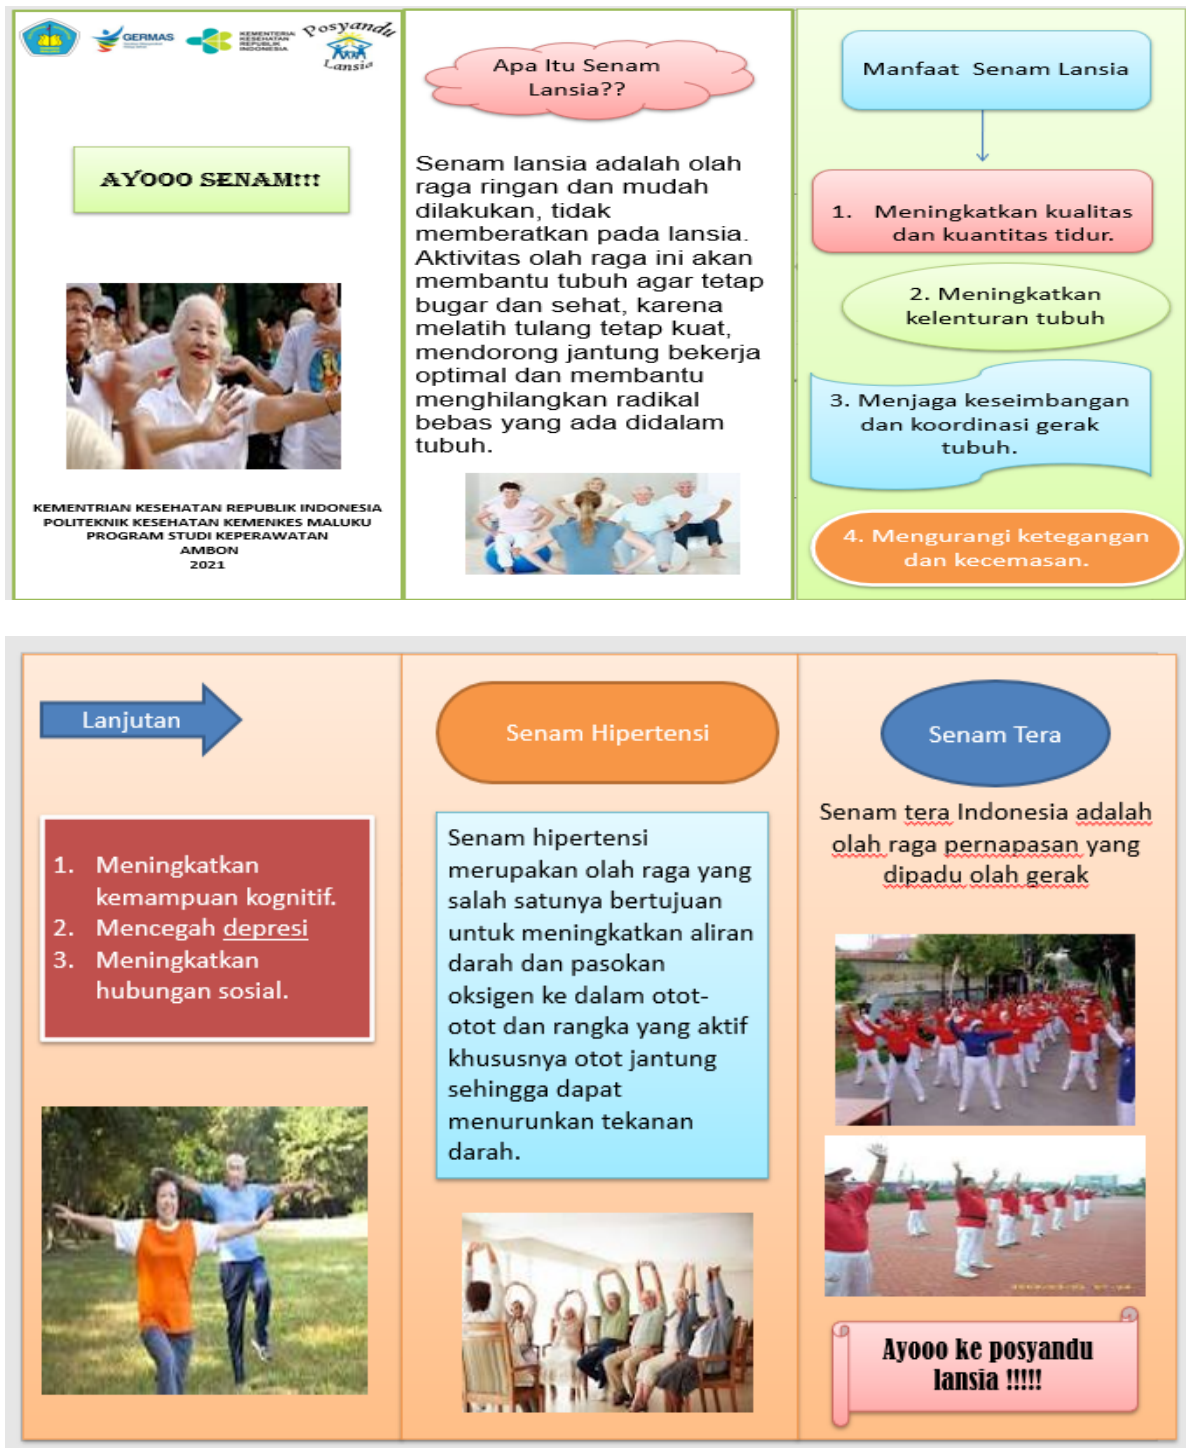 GERMAS
KEMENTERIA
KESEHATAN
REPUBLIK
INDONESIA
Posyandu
Lansia
AYOOO SENAM!!!
KEMENTRIAN KESEHATAN REPUBLIK INDONESIA
POLITEKNIK KESEHATAN KEMENKES MALUKU
PROGRAM STUDI KEPERAWATAN
AMBON
2021
Apa Itu Senam
Lansia??
Senam lansia adalah olah
raga ringan dan mudah
dilakukan, tidak
memberatkan pada lansia.
Aktivitas olah raga ini akan
membantu tubuh agar tetap
bugar dan sehat, karena
melatih tulang tetap kuat,
mendorong jantung bekerja
optimal dan membantu
menghilangkan radikal
bebas yang ada didalam
tubuh.
Manfaat Senam Lansia
1. Meningkatkan kualitas
dan kuantitas tidur.
2. Meningkatkan
kelenturan tubuh
3. Menjaga keseimbangan
dan koordinasi gerak
tubuh.
4. Mengurangi ketegangan
dan kecemasan.
Lanjutan
1. Meningkatkan
kemampuan kognitif.
2. Mencegah depresi
3. Meningkatkan
hubungan sosial.
Senam Hipertensi
Senam hipertensi
merupakan olah raga yang
salah satunya bertujuan
untuk meningkatkan aliran
darah dan pasokan
oksigen ke dalam otot-
otot dan rangka yang aktif
khususnya otot jantung
sehingga dapat
menurunkan tekanan
darah.
Senam Tera
Senam tera Indonesia adalah
olah raga pernapasan yang
dipadu olah gerak
Ayooo ke posyandu
lansia !!!!!